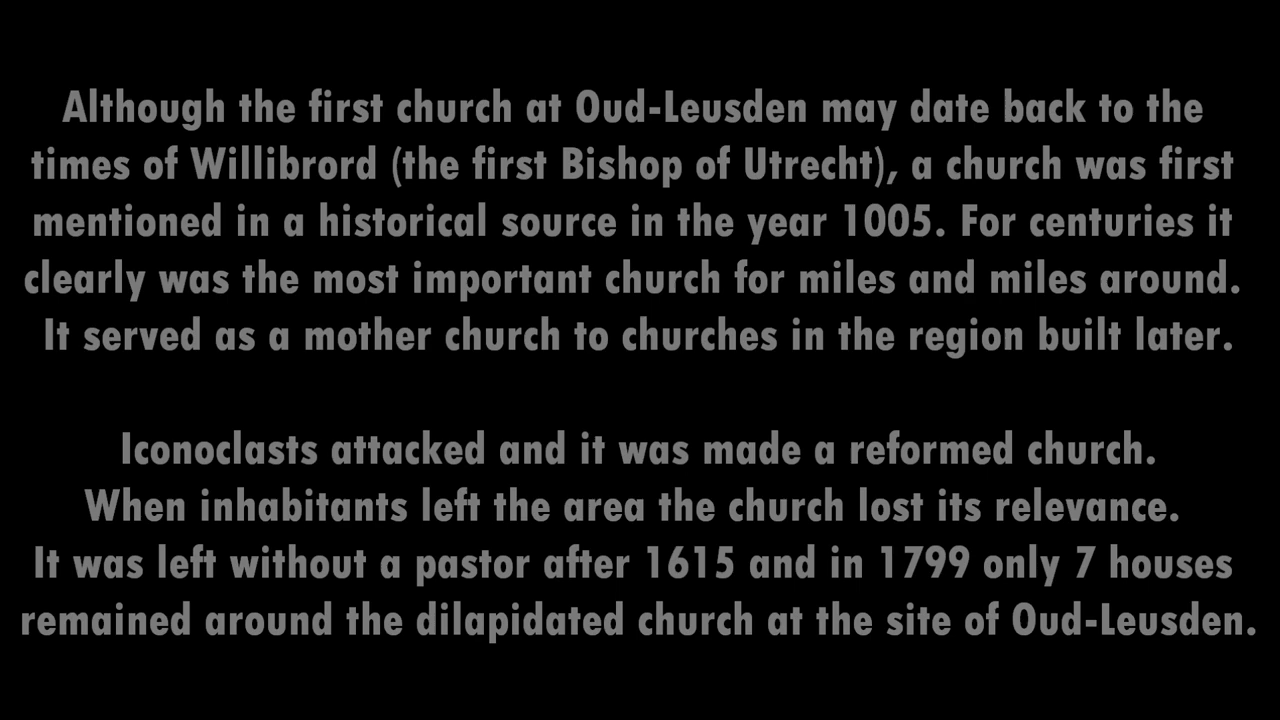 Although the first church at Oud-Leusden may date back to the
times of Willibrord (the first Bishop of Utrecht), a church was first
mentioned in a historical source in the year 1005. For centuries it
clearly was the most important church for miles and miles around.
It served as a mother church to churches in the region built later.
Iconoclasts attacked and it was made a reformed church.
When inhabitants left the area the church lost its relevance.
It was left without a pastor after 1615 and in 1799 only 7 houses
remained around the dilapidated church at the site of Oud-Leusden.